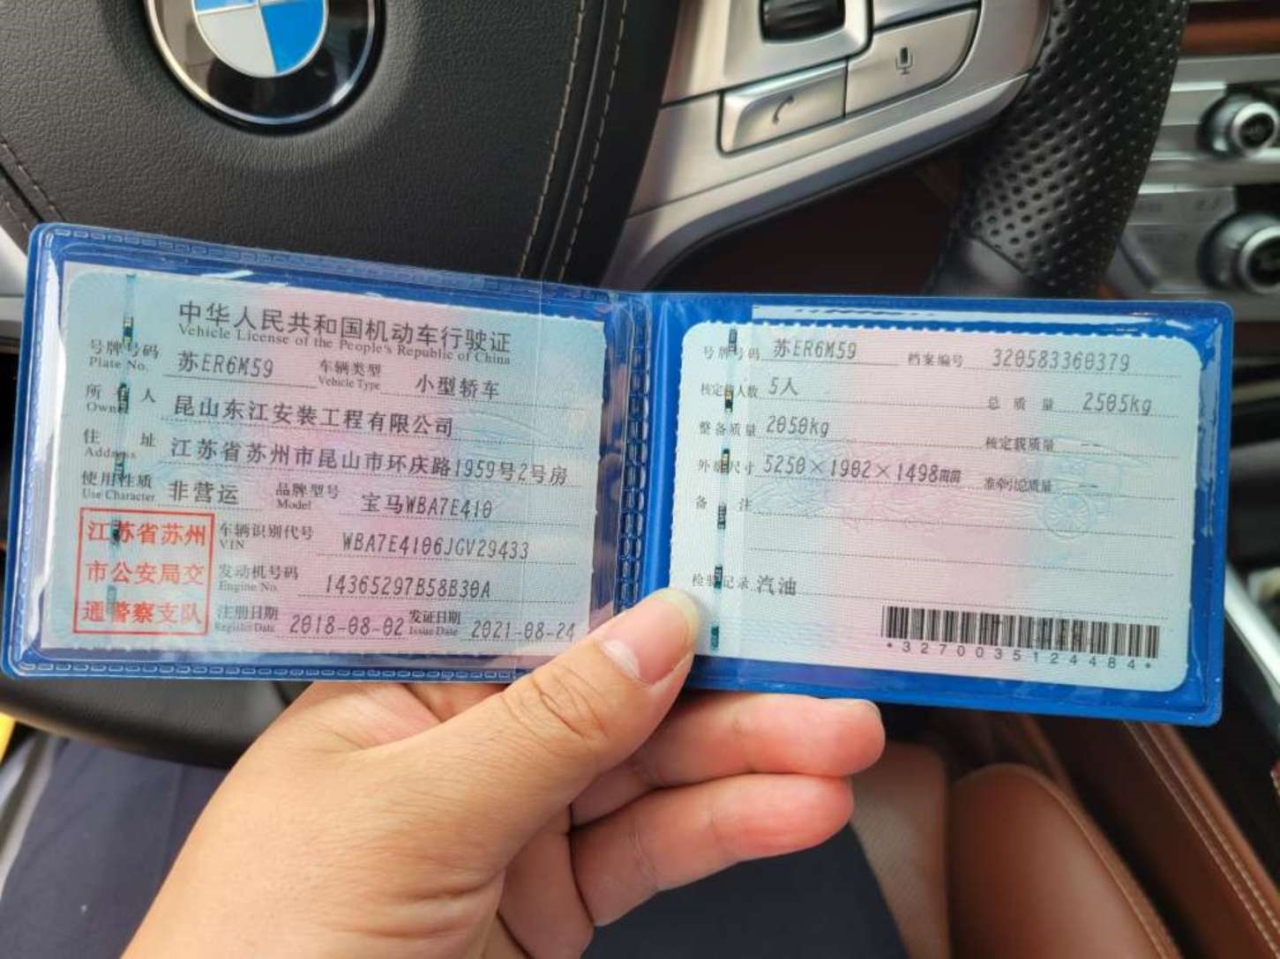 中华人民共和国机动车行驶证
Vehicle License of the People's Republic of China
号牌号码 Plate No. 苏ER6M59 车辆类型 Vehicle Type 小型轿车
所有人 Owner 昆山东江安装工程有限公司
住址 Address 江苏省苏州市昆山市环庆路1959号2号房
使用性质 Use Character 非营运 品牌型号 Model 宝马WBA7E410
车辆识别代号 VIN WBA7E4106JGV29433
发动机号码 Engine No. 14365297B58B30A
注册日期 Register Date 2018-08-02 发证日期 Issue Date 2021-08-24
江苏省苏州
市公安局交
通警察支队
号牌号码 苏ER6M59 档案编号 320583360379
核定载人数 5人 总质量 2505kg
整备质量 2050kg 核定载质量 --
外廓尺寸 5250×1902×1498 准牵引总质量 --
备注
检验记录 汽油
*3270035124484*